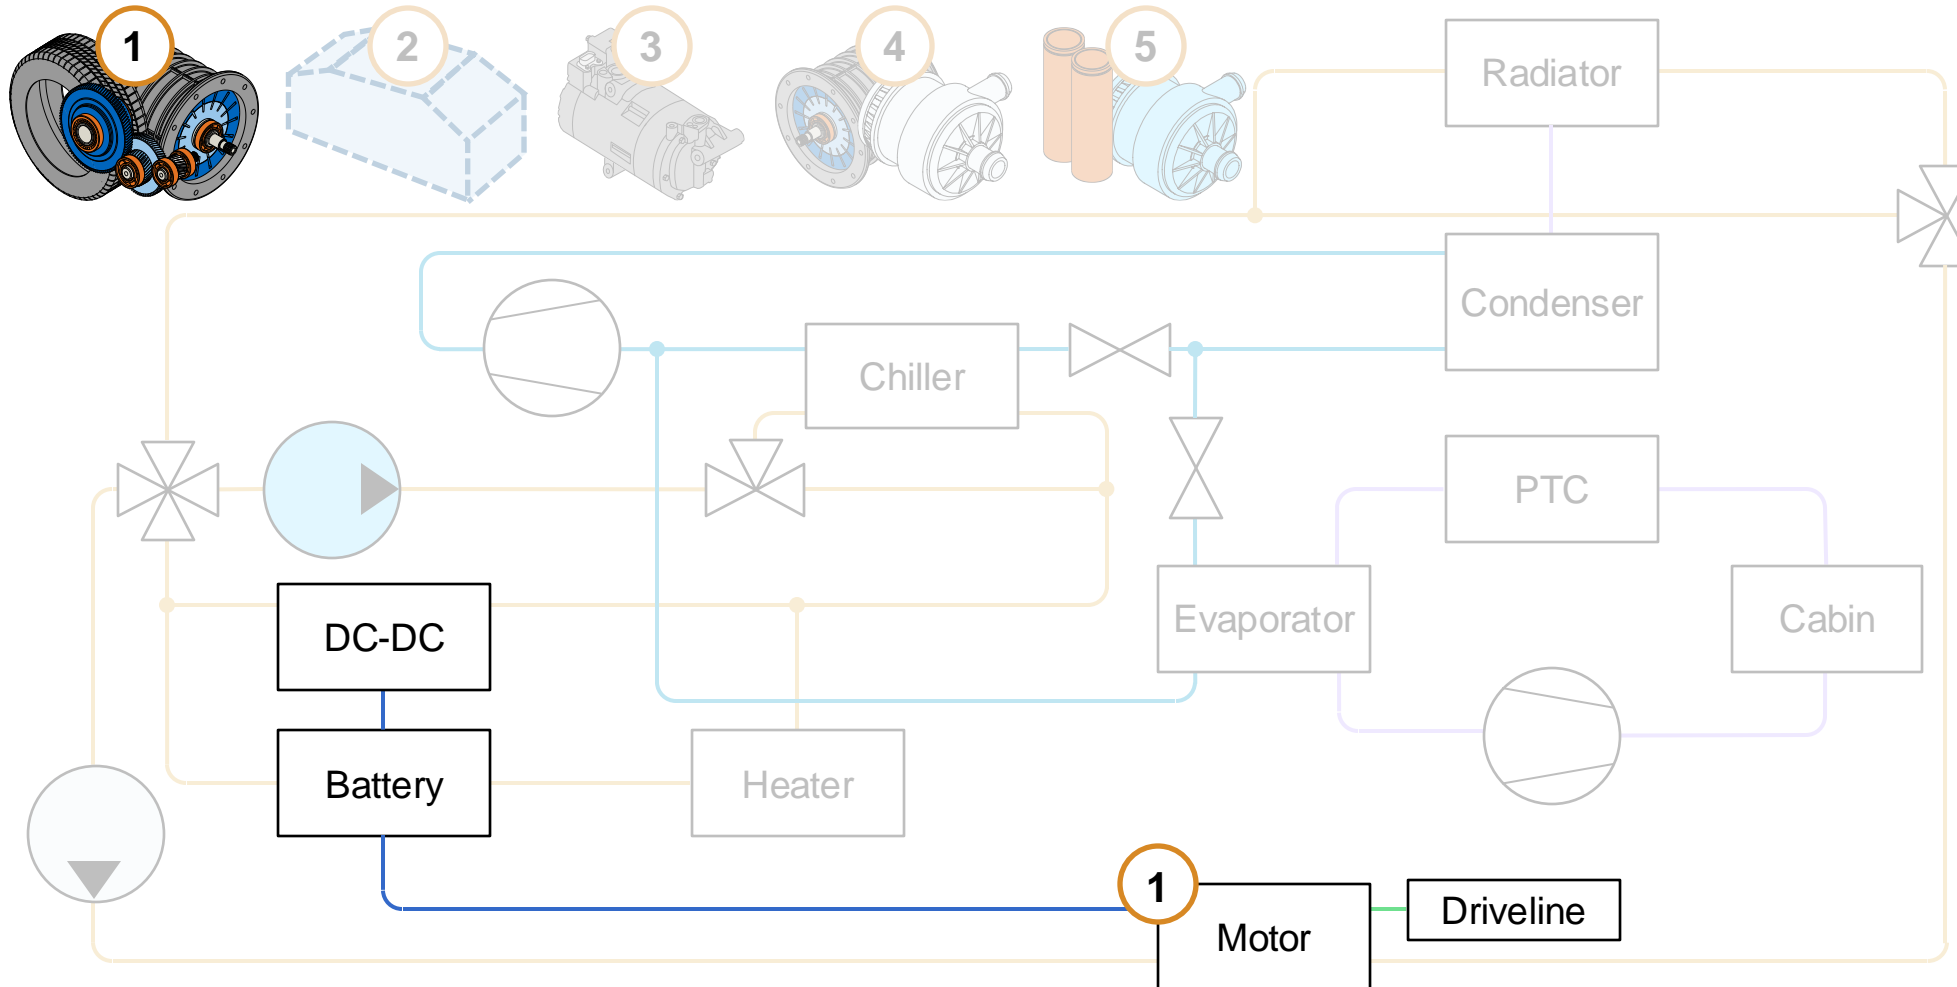 1
2
3
4
5
Radiator
Condenser
Chiller
PTC
Evaporator
Cabin
DC-DC
Battery
Heater
1
Motor
Driveline